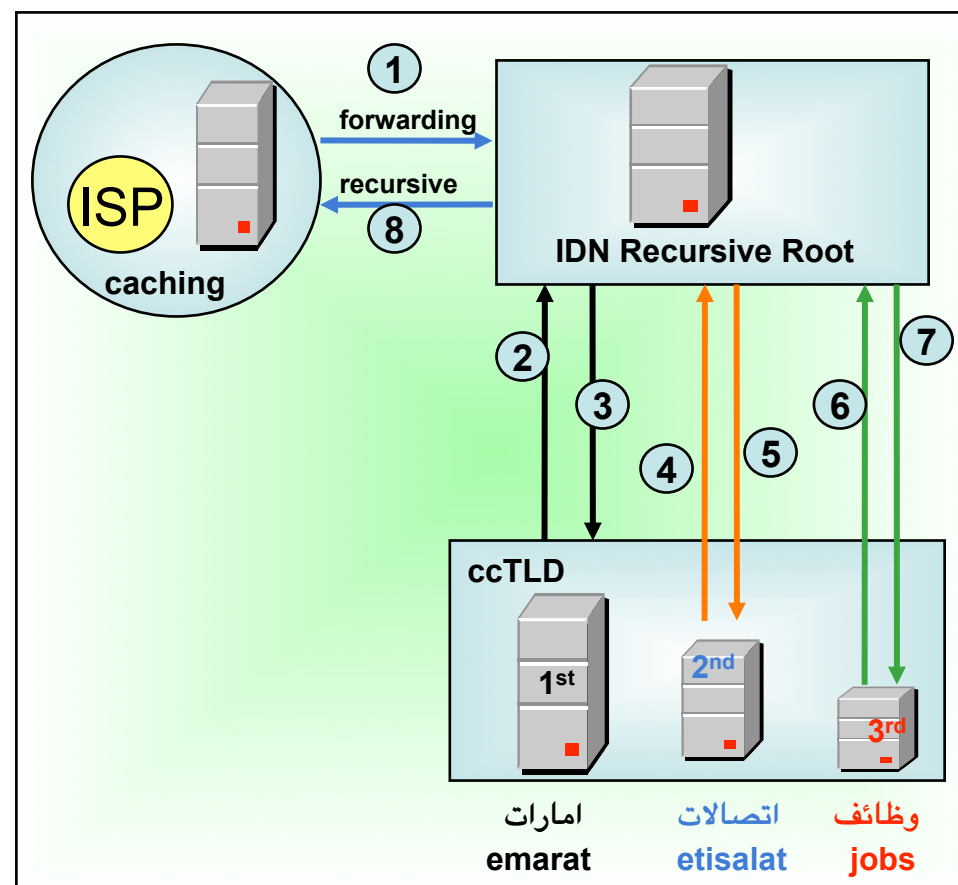 1
forwarding
recursive
8
ISP
caching
IDN Recursive Root
2
3
4
5
6
7
ccTLD
1st
2nd
3rd
امارات
اتصالات
وظائف
emarat
etisalat
jobs